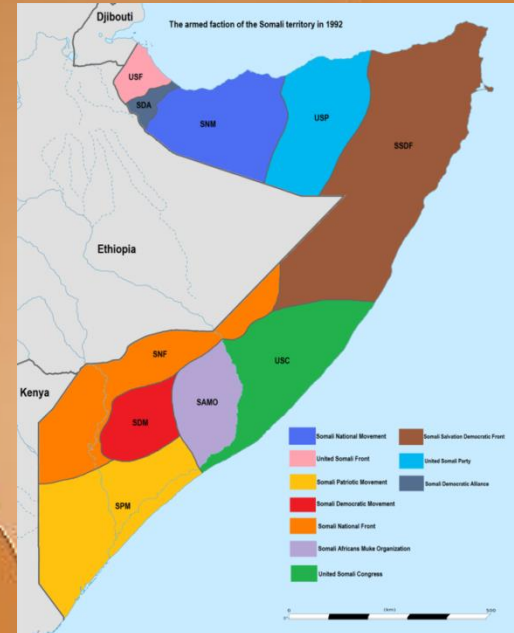 Djibouti
The armed faction of the Somali territory in 1992
USF
SDA
SNM
USP
SSDF
Ethiopia
SNF
USC
Kenya
SAMO
SDM
SPM
Somali National Movement
United Somali Front
Somali Patriotic Movement
Somali Democratic Movement
Somali National Front
Somali Africans Muke Organization
United Somali Congress
Somali Salvation Democratic Front
United Somali Party
Somali Democratic Alliance
0 (km) 500